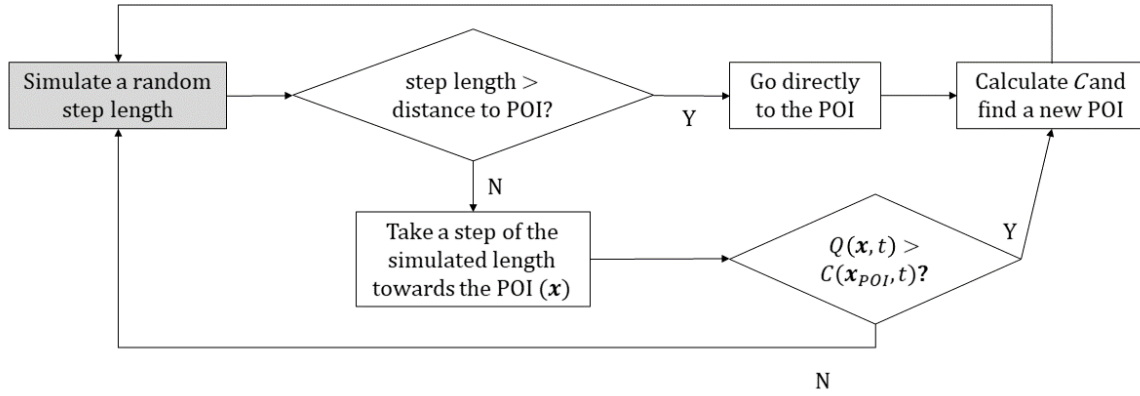 Simulate a random
step length
step length >
distance to POI?
Y
Go directly
to the POI
Calculate C and
find a new POI
N
Take a step of the
simulated length
towards the POI (x)
Q(x, t) >
C(x_POI, t)?
Y
N